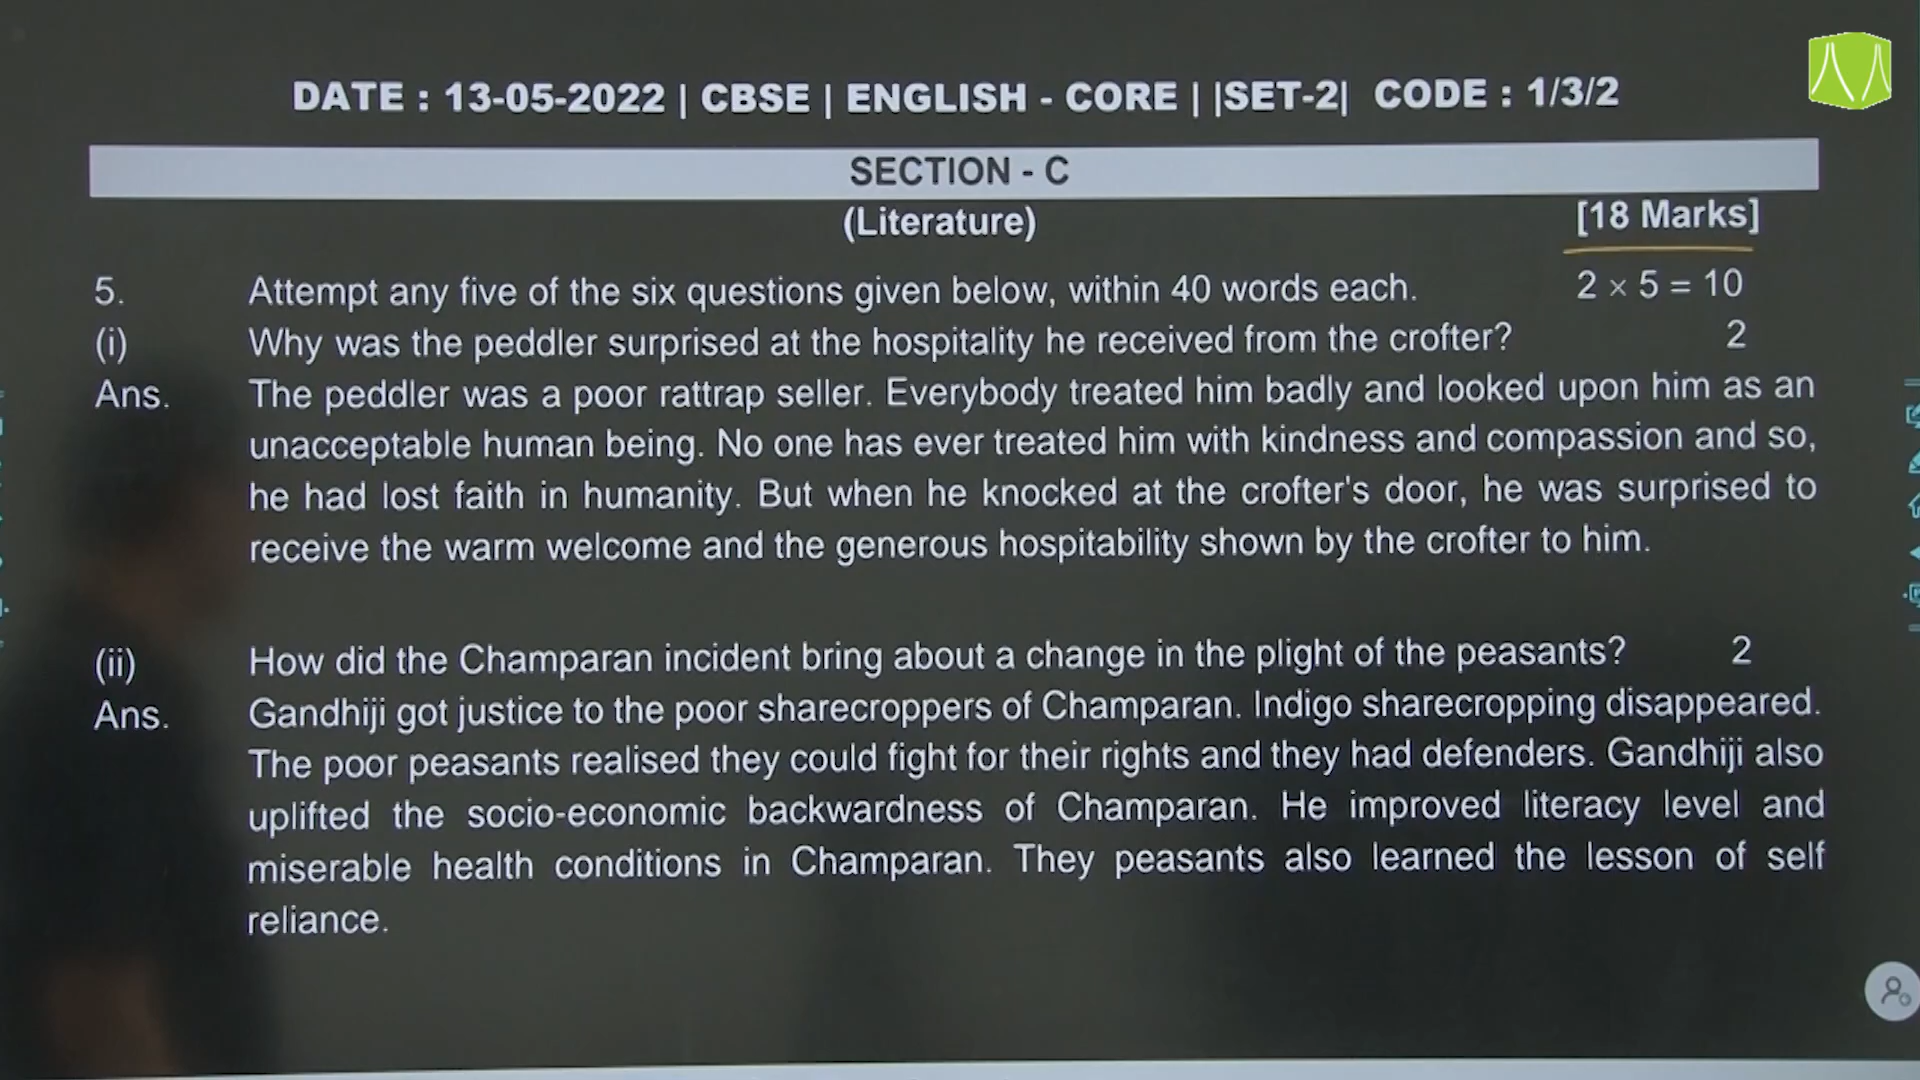 DATE : 13-05-2022 | CBSE | ENGLISH - CORE | |SET-2| CODE : 1/3/2
SECTION - C
(Literature) [18 Marks]
5. Attempt any five of the six questions given below, within 40 words each. 2 × 5 = 10
(i) Why was the peddler surprised at the hospitality he received from the crofter? 2
Ans. The peddler was a poor rattrap seller. Everybody treated him badly and looked upon him as an
unacceptable human being. No one has ever treated him with kindness and compassion and so,
he had lost faith in humanity. But when he knocked at the crofter's door, he was surprised to
receive the warm welcome and the generous hospitability shown by the crofter to him.
(ii) How did the Champaran incident bring about a change in the plight of the peasants? 2
Ans. Gandhiji got justice to the poor sharecroppers of Champaran. Indigo sharecropping disappeared.
The poor peasants realised they could fight for their rights and they had defenders. Gandhiji also
uplifted the socio-economic backwardness of Champaran. He improved literacy level and
miserable health conditions in Champaran. They peasants also learned the lesson of self
reliance.